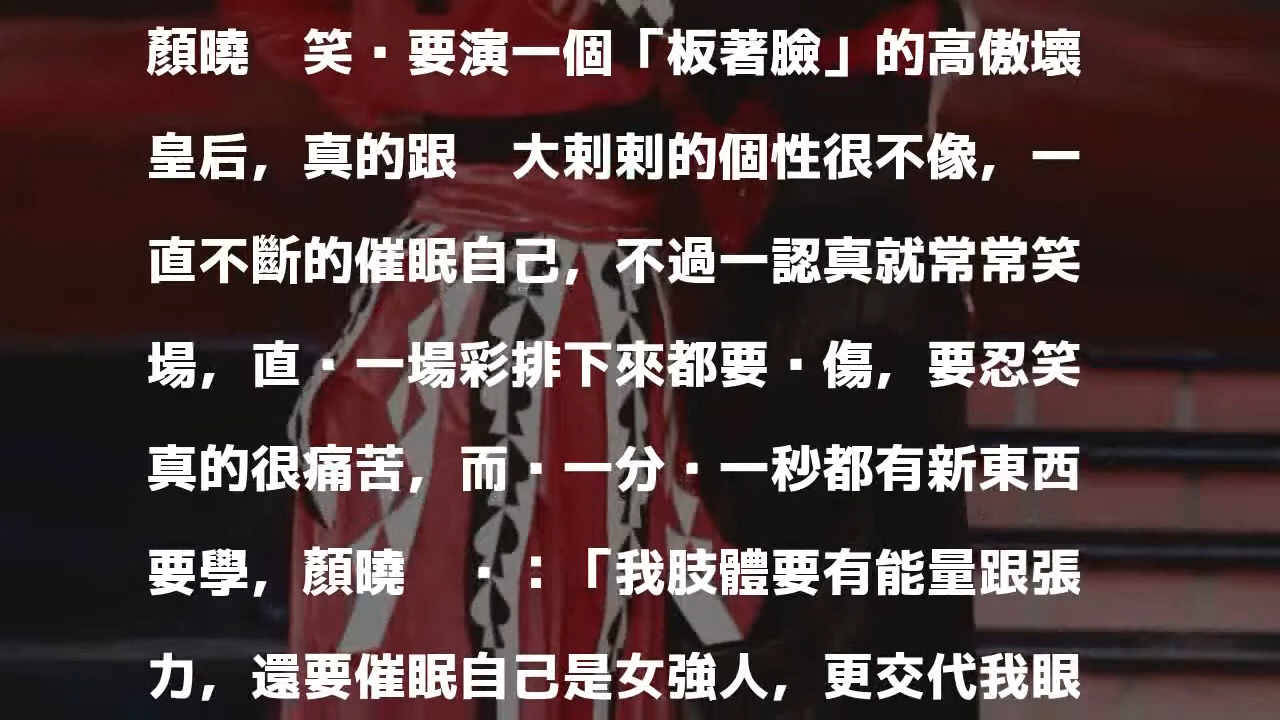 顏曉　笑·要演一個「板著臉」的高傲壞
皇后，真的跟　大剌剌的個性很不像，一
直不斷的催眠自己，不過一認真就常常笑
場，直·一場彩排下來都要·傷，要忍笑
真的很痛苦，而·一分·一秒都有新東西
要學，顏曉　·：「我肢體要有能量跟張
力，還要催眠自己是女強人，更交代我眼